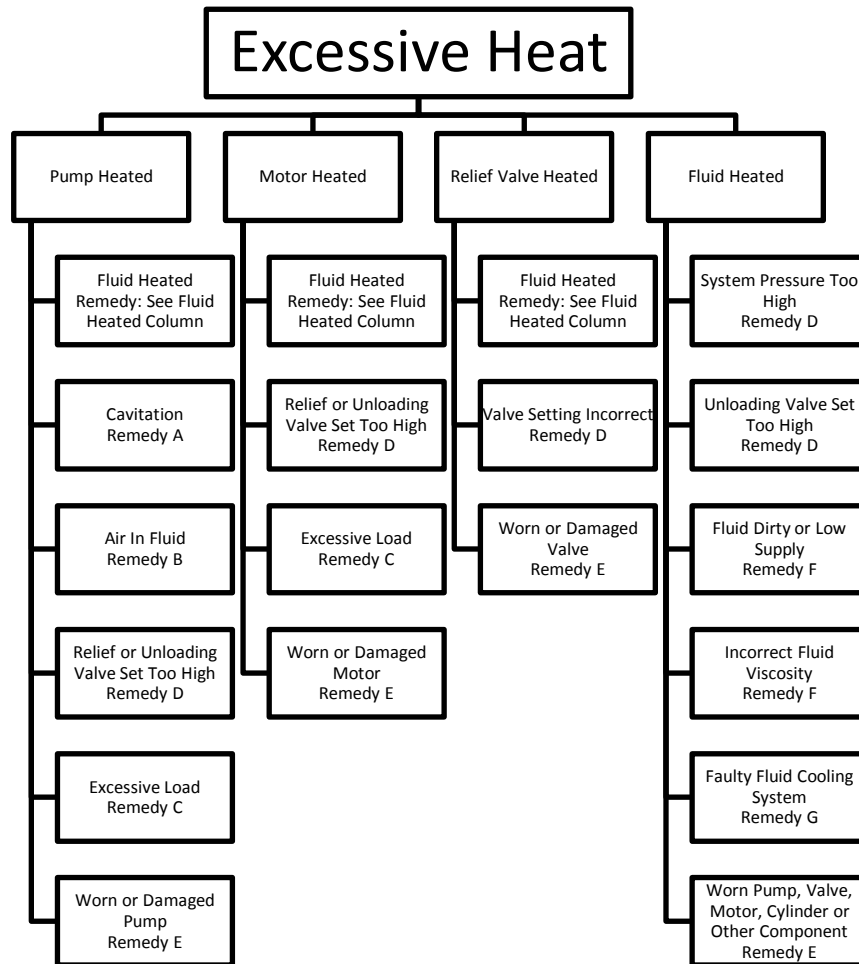 Excessive Heat
Pump Heated
Fluid Heated
Remedy: See Fluid
Heated Column
Cavitation
Remedy A
Air In Fluid
Remedy B
Relief or Unloading
Valve Set Too High
Remedy D
Excessive Load
Remedy C
Worn or Damaged
Pump
Remedy E
Motor Heated
Fluid Heated
Remedy: See Fluid
Heated Column
Relief or Unloading
Valve Set Too High
Remedy D
Excessive Load
Remedy C
Worn or Damaged
Motor
Remedy E
Relief Valve Heated
Fluid Heated
Remedy: See Fluid
Heated Column
Valve Setting Incorrect
Remedy D
Worn or Damaged
Valve
Remedy E
Fluid Heated
System Pressure Too
High
Remedy D
Unloading Valve Set
Too High
Remedy D
Fluid Dirty or Low
Supply
Remedy F
Incorrect Fluid
Viscosity
Remedy F
Faulty Fluid Cooling
System
Remedy G
Worn Pump, Valve,
Motor, Cylinder or
Other Component
Remedy E